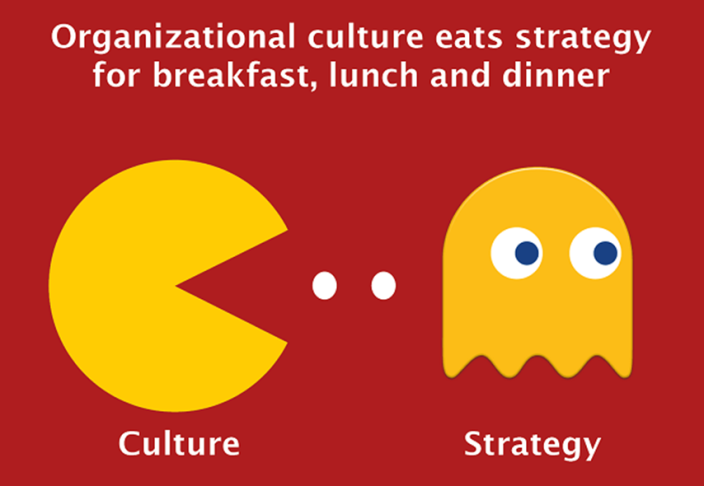 Organizational culture eats strategy
for breakfast, lunch and dinner
Culture
Strategy